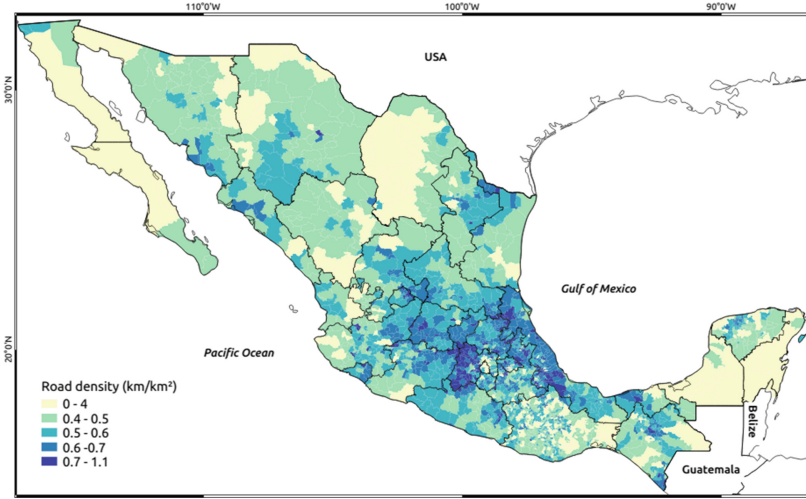 110°0'W 100°0'W 90°0'W
30°0'N
20°0'N
USA
Gulf of Mexico
Pacific Ocean
Belize
Guatemala
Road density (km/km²)
0 - 4
0.4 - 0.5
0.5 - 0.6
0.6 -0.7
0.7 - 1.1